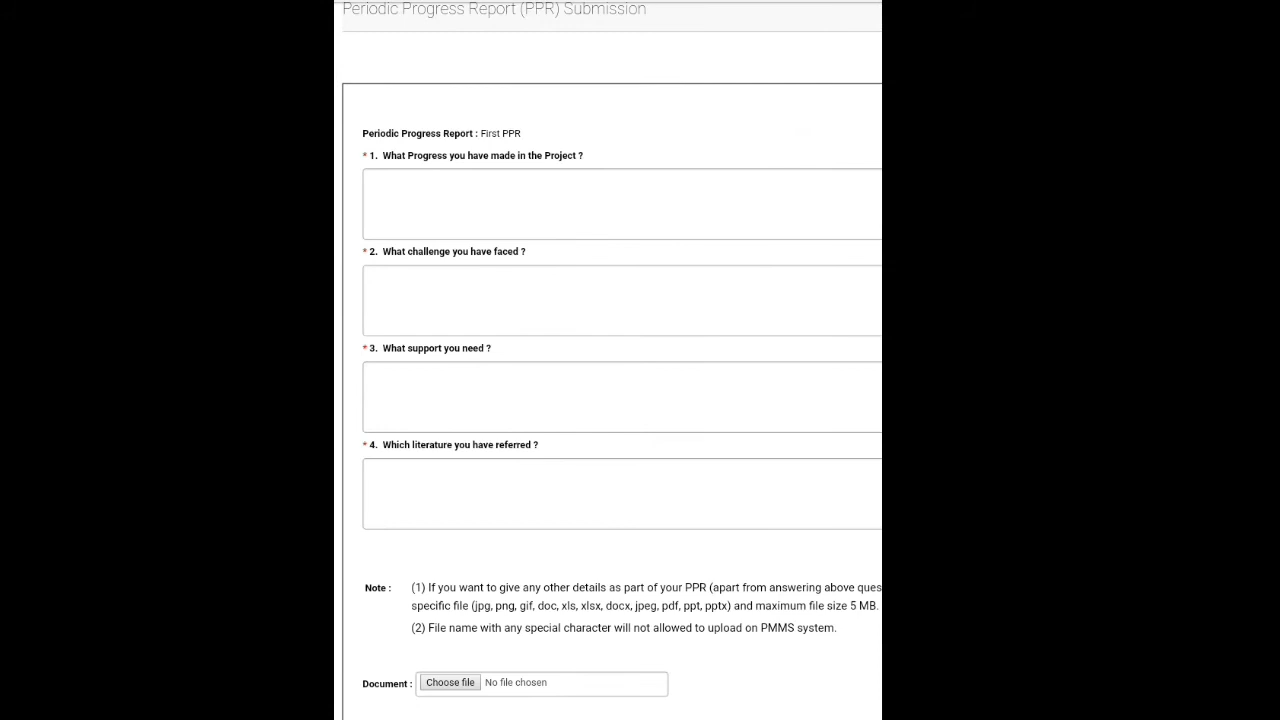 Periodic Progress Report (PPR) Submission
Periodic Progress Report : First PPR
* 1. What Progress you have made in the Project ?
* 2. What challenge you have faced ?
* 3. What support you need ?
* 4. Which literature you have referred ?
Note : (1) If you want to give any other details as part of your PPR (apart from answering above ques
specific file (jpg, png, gif, doc, xls, xlsx, docx, jpeg, pdf, ppt, pptx) and maximum file size 5 MB.
(2) File name with any special character will not allowed to upload on PMMS system.
Document : Choose file No file chosen